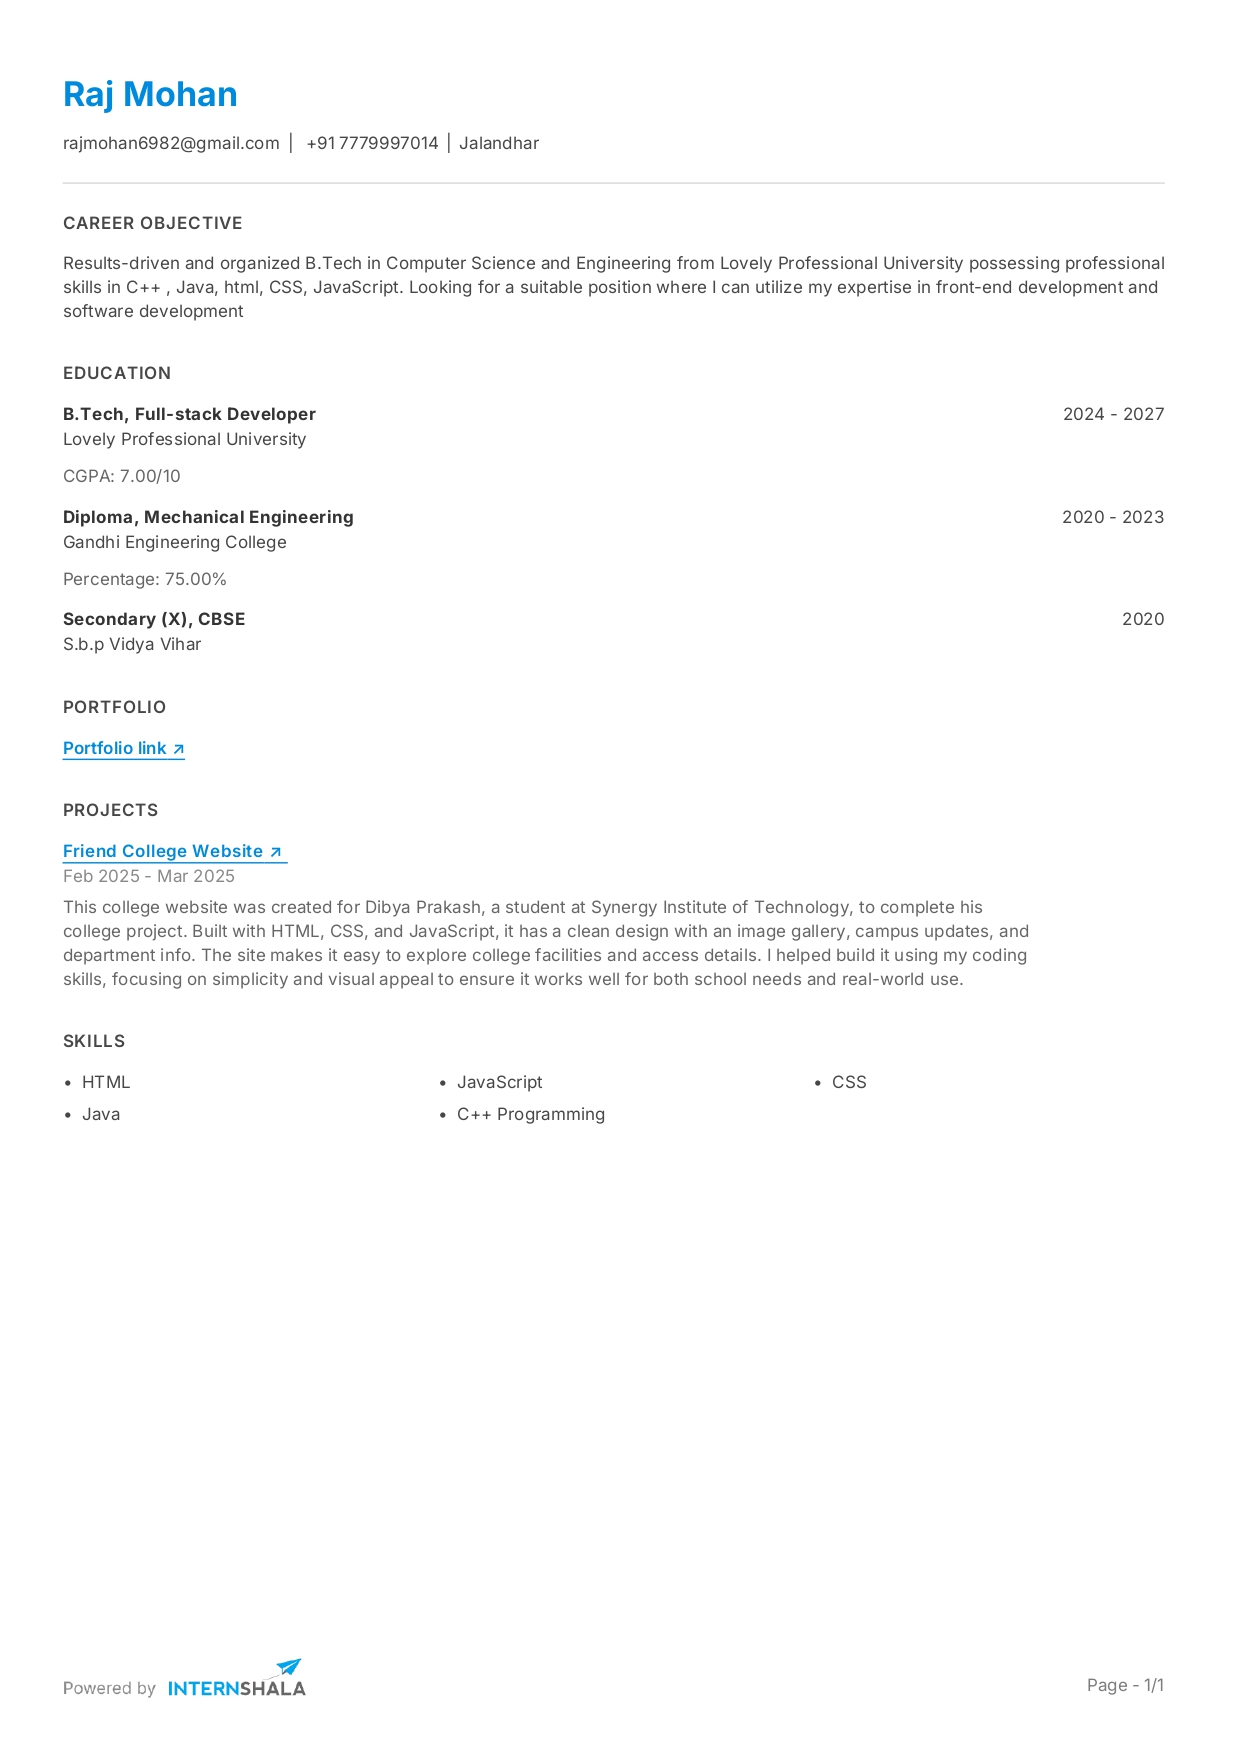 Raj Mohan
rajmohan6982@gmail.com | +91 7779997014 | Jalandhar
CAREER OBJECTIVE
Results-driven and organized B.Tech in Computer Science and Engineering from Lovely Professional University possessing professional
skills in C++ , Java, html, CSS, JavaScript. Looking for a suitable position where I can utilize my expertise in front-end development and
software development
EDUCATION
B.Tech, Full-stack Developer 2024 - 2027
Lovely Professional University
CGPA: 7.00/10
Diploma, Mechanical Engineering 2020 - 2023
Gandhi Engineering College
Percentage: 75.00%
Secondary (X), CBSE 2020
S.b.p Vidya Vihar
PORTFOLIO
Portfolio link ↗
PROJECTS
Friend College Website ↗
Feb 2025 - Mar 2025
This college website was created for Dibya Prakash, a student at Synergy Institute of Technology, to complete his
college project. Built with HTML, CSS, and JavaScript, it has a clean design with an image gallery, campus updates, and
department info. The site makes it easy to explore college facilities and access details. I helped build it using my coding
skills, focusing on simplicity and visual appeal to ensure it works well for both school needs and real-world use.
SKILLS
• HTML • JavaScript • CSS
• Java • C++ Programming
Powered by INTERNSHALA Page - 1/1